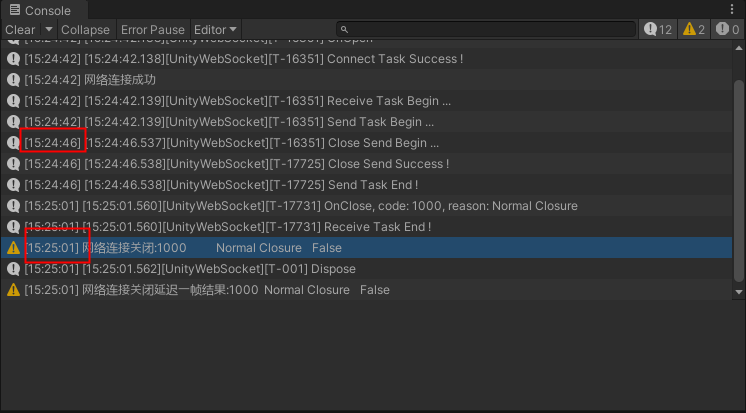 Console
Clear Collapse Error Pause Editor 12 2 0
[15:24:42] [15:24:42.138][UnityWebSocket][T-16351] Connect Task Success !
[15:24:42] 网络连接成功
[15:24:42] [15:24:42.139][UnityWebSocket][T-16351] Receive Task Begin ...
[15:24:42] [15:24:42.139][UnityWebSocket][T-16351] Send Task Begin ...
[15:24:46] [15:24:46.537][UnityWebSocket][T-16351] Close Send Begin ...
[15:24:46] [15:24:46.538][UnityWebSocket][T-17725] Close Send Success !
[15:24:46] [15:24:46.538][UnityWebSocket][T-17725] Send Task End !
[15:25:01] [15:25:01.560][UnityWebSocket][T-17731] OnClose, code: 1000, reason: Normal Closure
[15:25:01] [15:25:01.560][UnityWebSocket][T-17731] Receive Task End !
[15:25:01] 网络连接关闭:1000 Normal Closure False
[15:25:01] [15:25:01.562][UnityWebSocket][T-001] Dispose
[15:25:01] 网络连接关闭延迟一帧结果:1000 Normal Closure False